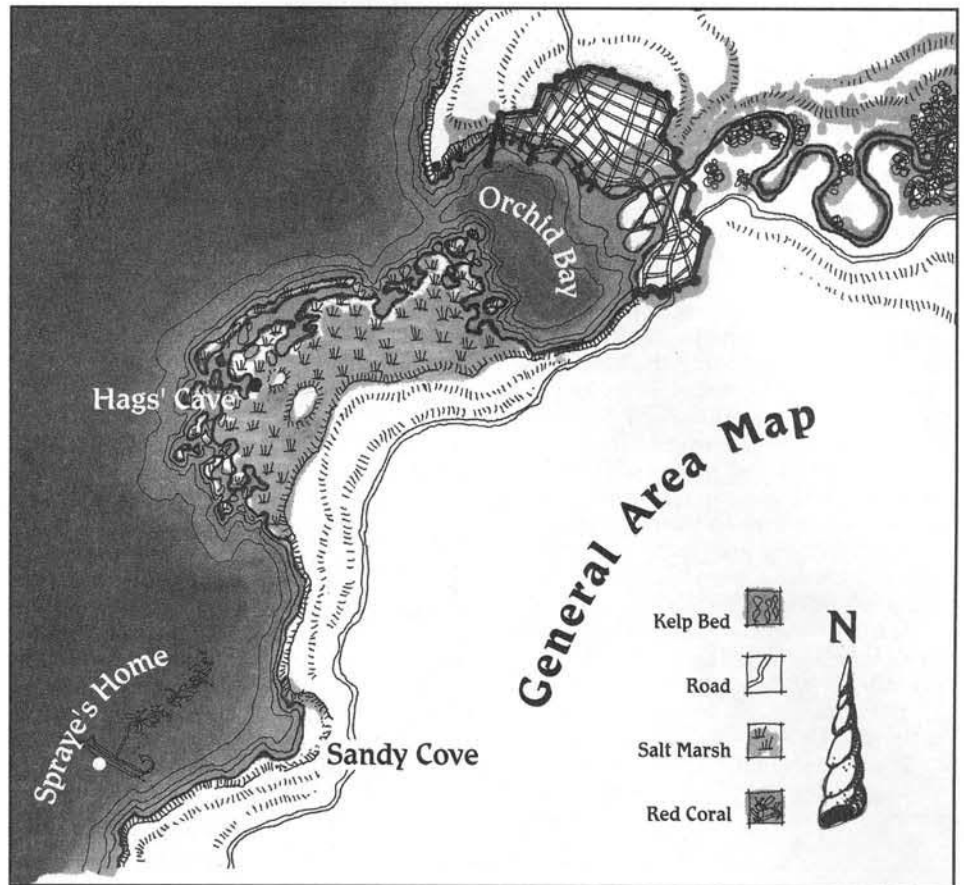 Orchid Bay
Hags' Cave
General Area Map
Spraye's Home
Sandy Cove
Kelp Bed
Road
Salt Marsh
Red Coral
N